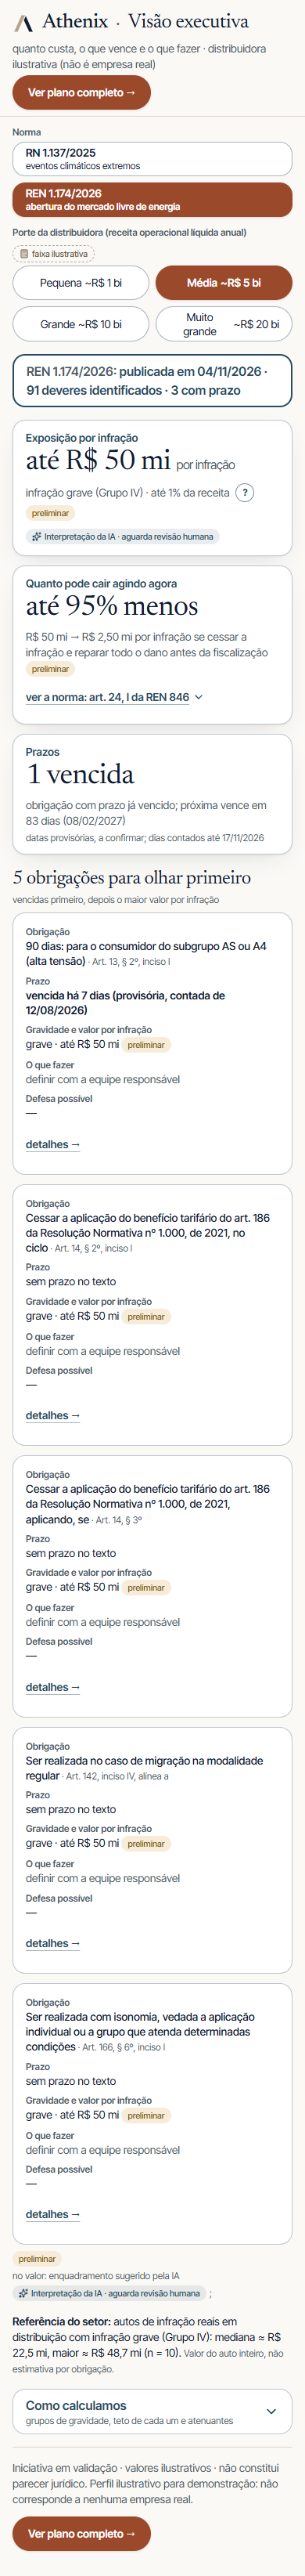 Athenix · Visão executiva
quanto custa, o que vence e o que fazer · distribuidora
ilustrativa (não é empresa real)
Ver plano completo →
Norma
RN 1.137/2025
eventos climáticos extremos
REN 1.174/2026
abertura do mercado livre de energia
Porte da distribuidora (receita operacional líquida anual)
faixa ilustrativa
Pequena ~R$ 1 bi
Média ~R$ 5 bi
Grande ~R$ 10 bi
Muito grande ~R$ 20 bi
REN 1.174/2026: publicada em 04/11/2026 ·
91 deveres identificados · 3 com prazo
Exposição por infração
até R$ 50 mi por infração
infração grave (Grupo IV) · até 1% da receita ?
preliminar
Interpretação da IA · aguarda revisão humana
Quanto pode cair agindo agora
até 95% menos
R$ 50 mi → R$ 2,50 mi por infração se cessar a
infração e reparar todo o dano antes da fiscalização
preliminar
ver a norma: art. 24, I da REN 846
Prazos
1 vencida
obrigação com prazo já vencido; próxima vence em
83 dias (08/02/2027)
datas provisórias, a confirmar; dias contados até 17/11/2026
5 obrigações para olhar primeiro
vencidas primeiro, depois o maior valor por infração
Obrigação
90 dias: para o consumidor do subgrupo AS ou A4
(alta tensão) · Art. 13, § 2º, inciso I
Prazo
vencida há 7 dias (provisória, contada de
12/08/2026)
Gravidade e valor por infração
grave · até R$ 50 mi preliminar
O que fazer
definir com a equipe responsável
Defesa possível
—
detalhes →
Obrigação
Cessar a aplicação do benefício tarifário do art. 186
da Resolução Normativa nº 1.000, de 2021, no
ciclo · Art. 14, § 2º, inciso I
Prazo
sem prazo no texto
Gravidade e valor por infração
grave · até R$ 50 mi preliminar
O que fazer
definir com a equipe responsável
Defesa possível
—
detalhes →
Obrigação
Cessar a aplicação do benefício tarifário do art. 186
da Resolução Normativa nº 1.000, de 2021,
aplicando, se · Art. 14, § 3º
Prazo
sem prazo no texto
Gravidade e valor por infração
grave · até R$ 50 mi preliminar
O que fazer
definir com a equipe responsável
Defesa possível
—
detalhes →
Obrigação
Ser realizada no caso de migração na modalidade
regular · Art. 142, inciso IV, alínea a
Prazo
sem prazo no texto
Gravidade e valor por infração
grave · até R$ 50 mi preliminar
O que fazer
definir com a equipe responsável
Defesa possível
—
detalhes →
Obrigação
Ser realizada com isonomia, vedada a aplicação
individual ou a grupo que atenda determinadas
condições · Art. 166, § 6º, inciso I
Prazo
sem prazo no texto
Gravidade e valor por infração
grave · até R$ 50 mi preliminar
O que fazer
definir com a equipe responsável
Defesa possível
—
detalhes →
preliminar
no valor: enquadramento sugerido pela IA
Interpretação da IA · aguarda revisão humana ;
Referência do setor: autos de infração reais em
distribuição com infração grave (Grupo IV): mediana ≈ R$
22,5 mi, maior ≈ R$ 48,7 mi (n = 10). Valor do auto inteiro, não
estimativa por obrigação.
Como calculamos
grupos de gravidade, teto de cada um e atenuantes
Iniciativa em validação · valores ilustrativos · não constitui
parecer jurídico. Perfil ilustrativo para demonstração: não
corresponde a nenhuma empresa real.
Ver plano completo →